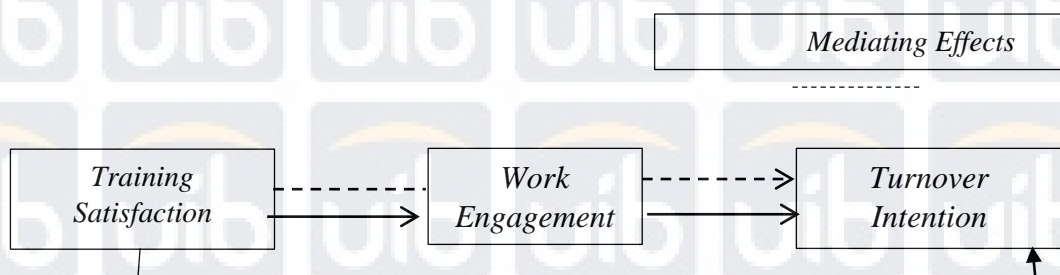 Mediating Effects
Training
Satisfaction
Work
Engagement
Turnover
Intention